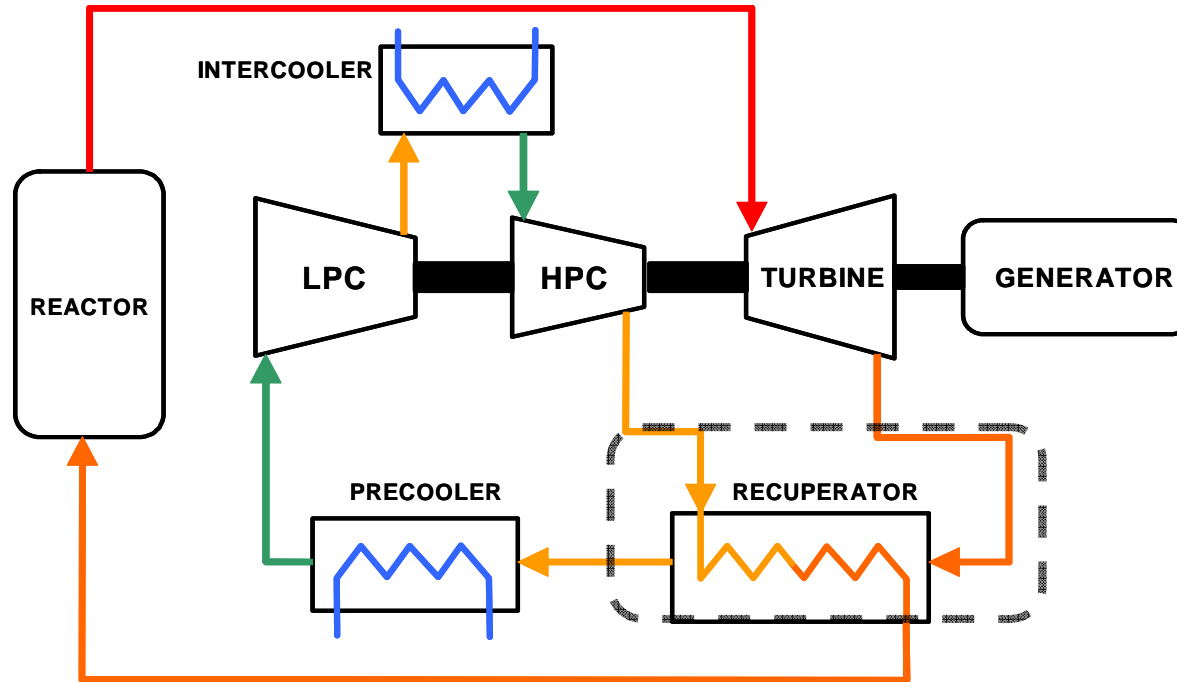 INTERCOOLER
LPC
HPC
TURBINE
GENERATOR
REACTOR
PRECOOLER
RECUPERATOR